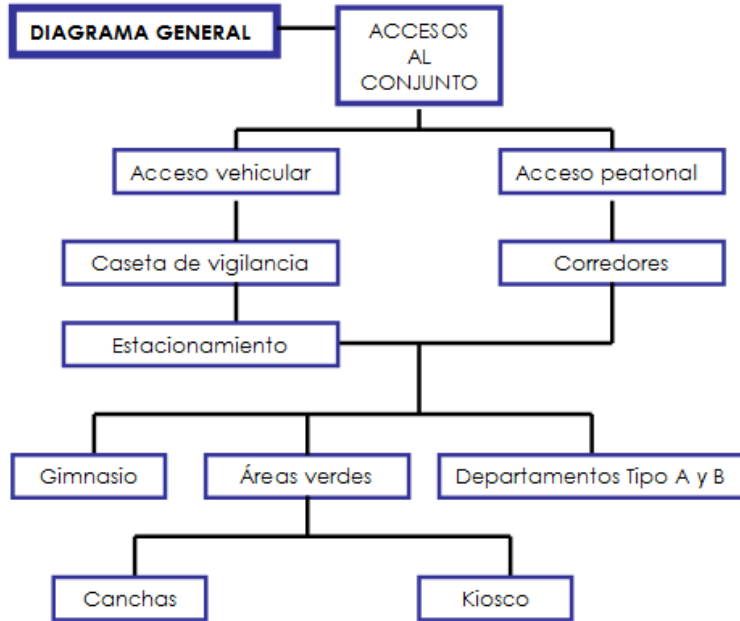 DIAGRAMA GENERAL
ACCESOS
AL
CONJUNTO
Acceso vehicular
Acceso peatonal
Caseta de vigilancia
Corredores
Estacionamiento
Gimnasio
Áreas verdes
Departamentos Tipo A y B
Canchas
Kiosco